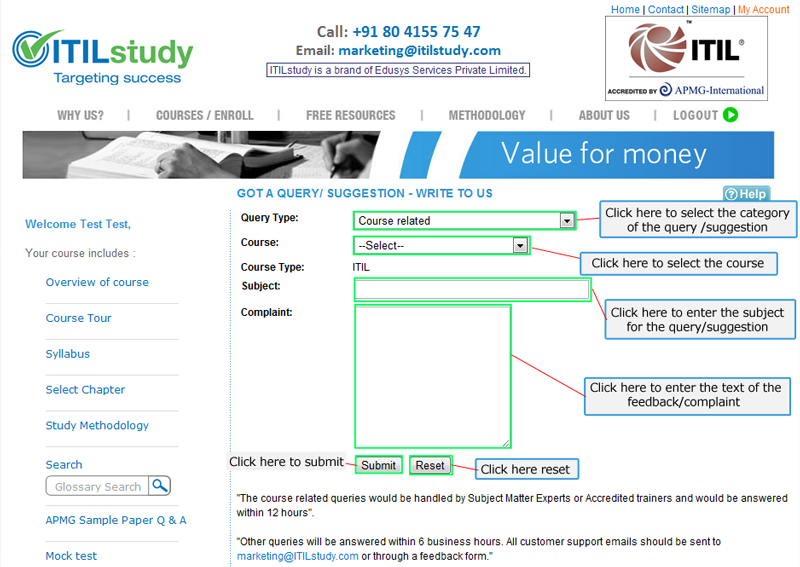 Home | Contact | Sitemap | My Account
Call: +91 80 4155 75 47
Email: marketing@itilstudy.com
ITILstudy is a brand of Edusys Services Private Limited.
ITILstudy
Targeting success
™
ITIL®
ACCREDITED BY APMG-International
WHY US? | COURSES / ENROLL | FREE RESOURCES | METHODOLOGY | ABOUT US | LOGOUT
Value for money
GOT A QUERY/ SUGGESTION - WRITE TO US
? Help
Welcome Test Test,
Your course includes :
Overview of course
Course Tour
Syllabus
Select Chapter
Study Methodology
Search
Glossary Search
APMG Sample Paper Q & A
Mock test
Query Type: Course related
Click here to select the category
of the query /suggestion
Course: --Select--
Click here to select the course
Course Type: ITIL
Subject:
Click here to enter the subject
for the query/suggestion
Complaint:
Click here to enter the text of the
feedback/complaint
Click here to submit
Submit
Reset
Click here reset
"The course related queries would be handled by Subject Matter Experts or Accredited trainers and would be answered
within 12 hours".
"Other queries will be answered within 6 business hours. All customer support emails should be sent to
marketing@ITILstudy.com or through a feedback form."